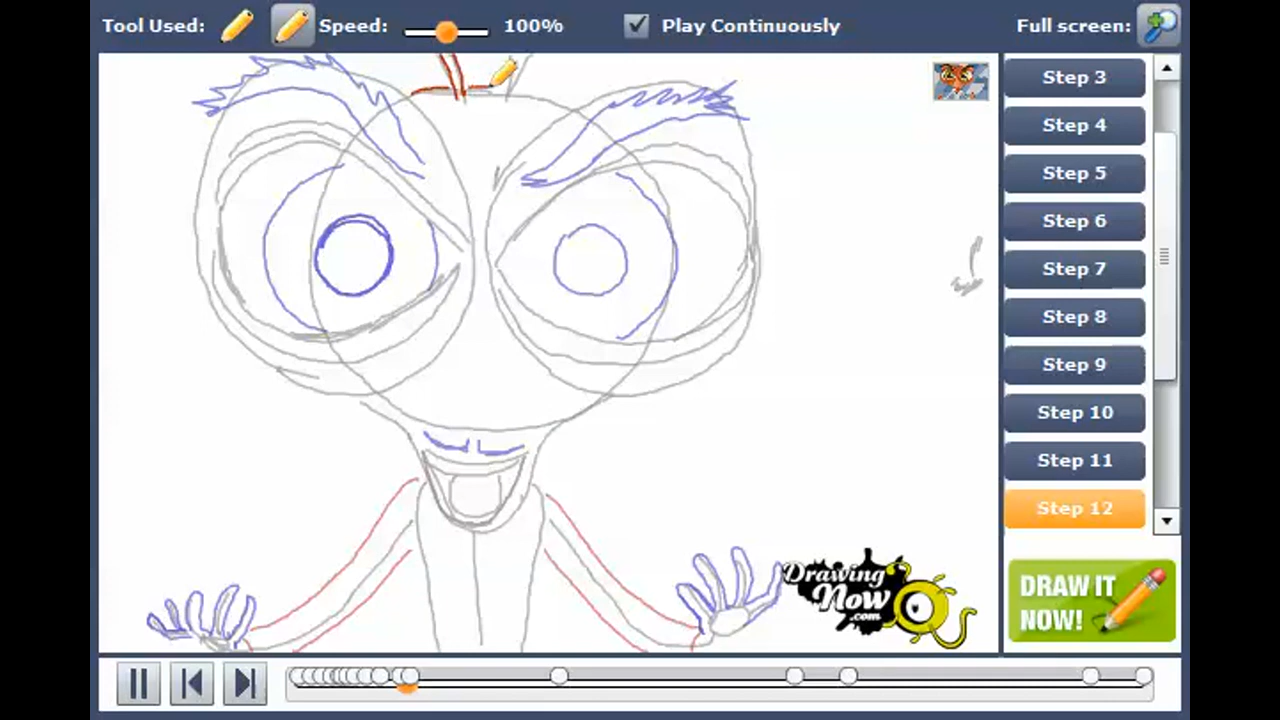 Tool Used: Speed: 100% Play Continuously Full screen:
Step 3
Step 4
Step 5
Step 6
Step 7
Step 8
Step 9
Step 10
Step 11
Step 12
Drawing
Now
.com
DRAW IT
NOW!